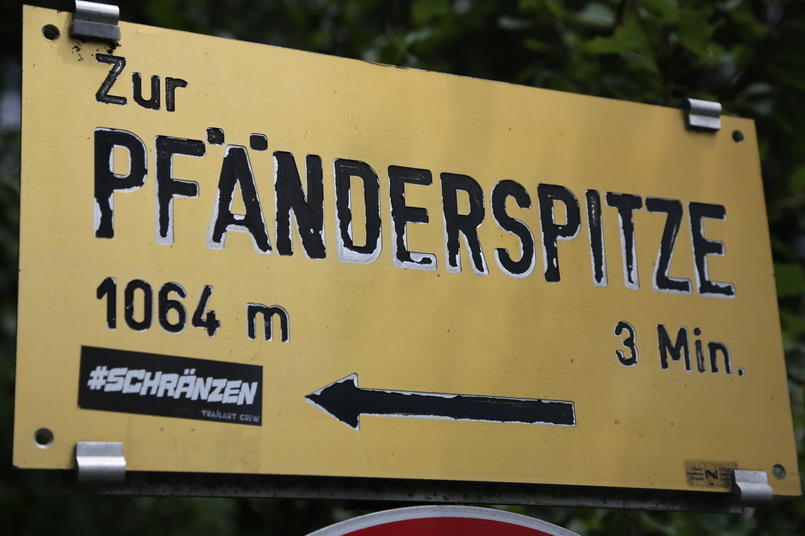 Zur
PFÄNDERSPITZE
1064 m 3 Min.
#SCHRÄNZEN
TRAILART CREW